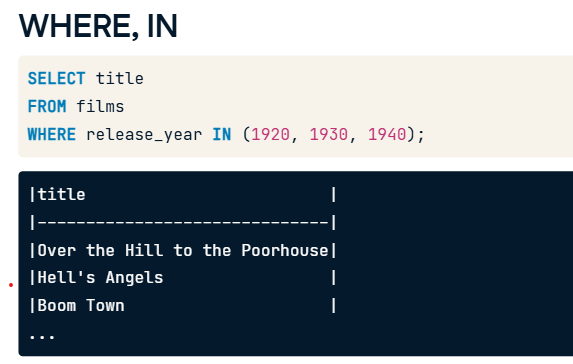 WHERE, IN
SELECT title
FROM films
WHERE release_year IN (1920, 1930, 1940);
|title                         |
|------------------------------|
|Over the Hill to the Poorhouse|
|Hell's Angels                 |
|Boom Town                     |
...